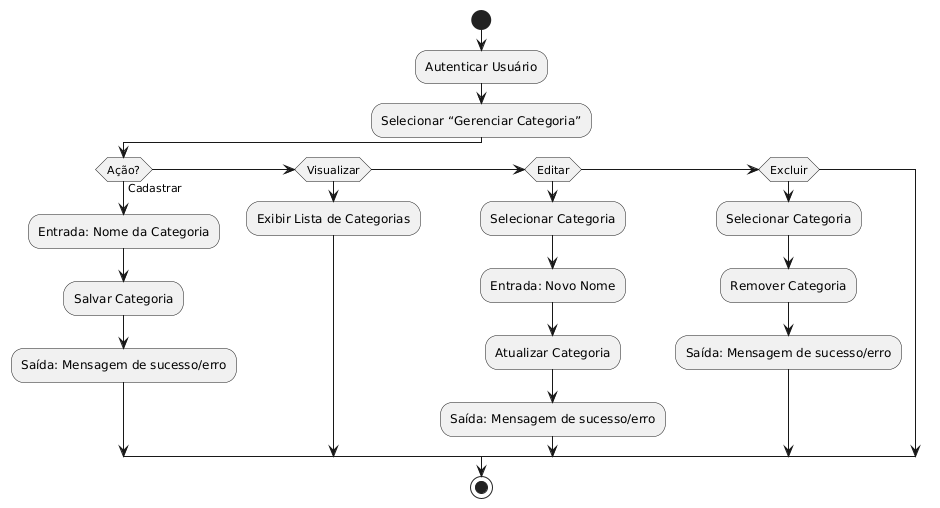 Autenticar Usuário
Selecionar “Gerenciar Categoria”
Ação?
Cadastrar
Entrada: Nome da Categoria
Salvar Categoria
Saída: Mensagem de sucesso/erro
Visualizar
Exibir Lista de Categorias
Editar
Selecionar Categoria
Entrada: Novo Nome
Atualizar Categoria
Saída: Mensagem de sucesso/erro
Excluir
Selecionar Categoria
Remover Categoria
Saída: Mensagem de sucesso/erro